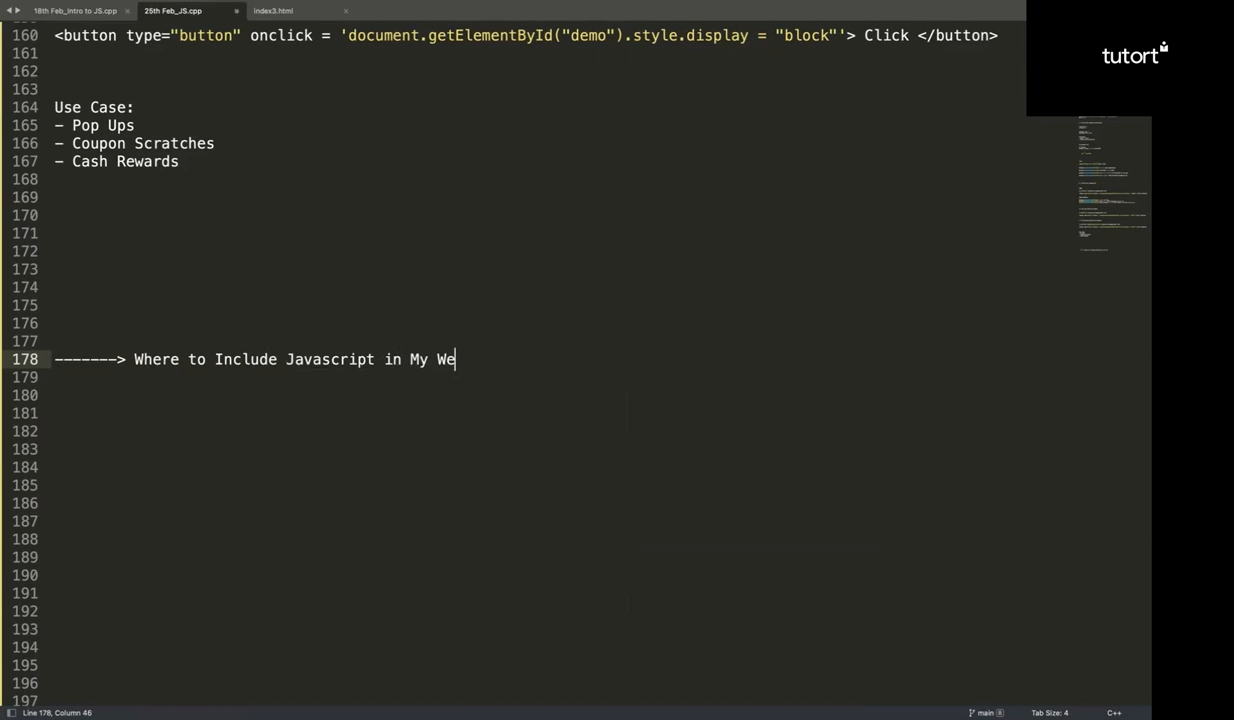 18th Feb_Intro to JS.cpp
25th Feb_JS.cpp
index3.html
tutort
160 <button type="button" onclick = 'document.getElementById("demo").style.display = "block"'> Click </button>
161
162
163
164 Use Case:
165 - Pop Ups
166 - Coupon Scratches
167 - Cash Rewards
168
169
170
171
172
173
174
175
176
177
178 -------> Where to Include Javascript in My We
179
180
181
182
183
184
185
186
187
188
189
190
191
192
193
194
195
196
197
Line 178, Column 46
main
Tab Size: 4
C++